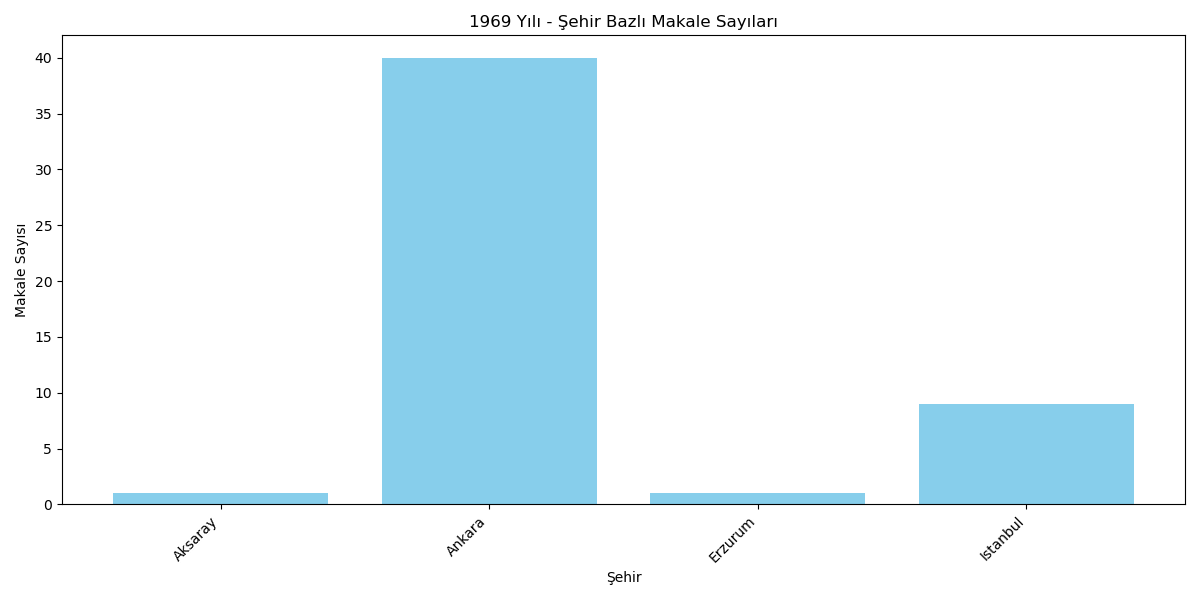 1969 Yılı - Şehir Bazlı Makale Sayıları
Makale Sayısı
40
35
30
25
20
15
10
5
0
Aksaray
Ankara
Erzurum
Istanbul
Şehir